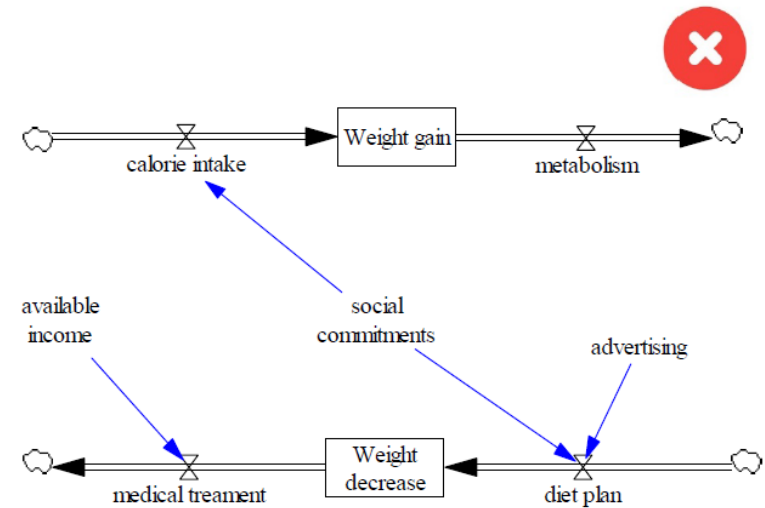 Weight gain
calorie intake
metabolism
available
income
social
commitments
advertising
Weight
decrease
medical treament
diet plan